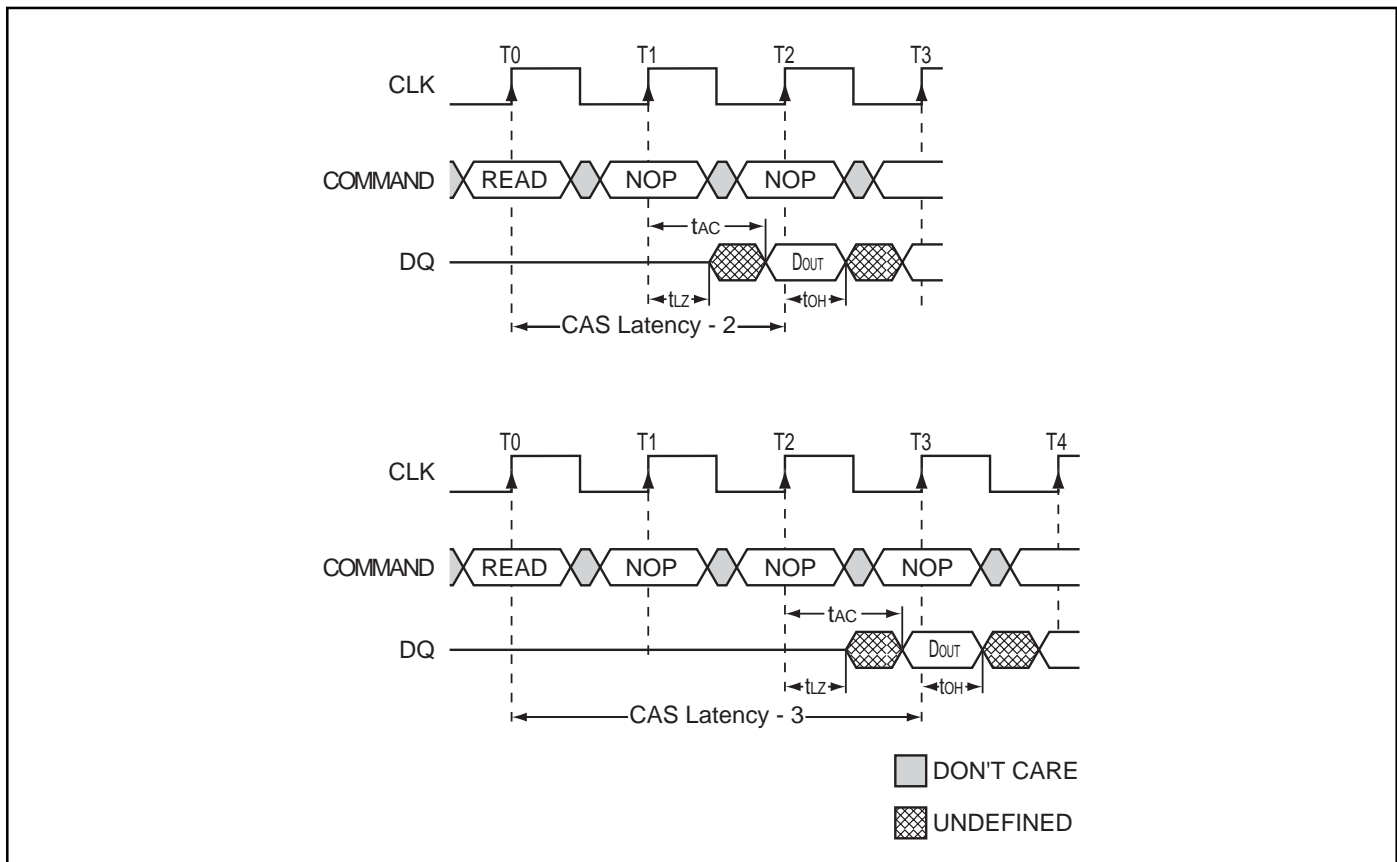 T0 T1 T2 T3
CLK
COMMAND READ NOP NOP
tAC
DQ DOUT
tLZ tOH
CAS Latency - 2
T0 T1 T2 T3 T4
CLK
COMMAND READ NOP NOP NOP
tAC
DQ DOUT
tLZ tOH
CAS Latency - 3
DON'T CARE
UNDEFINED